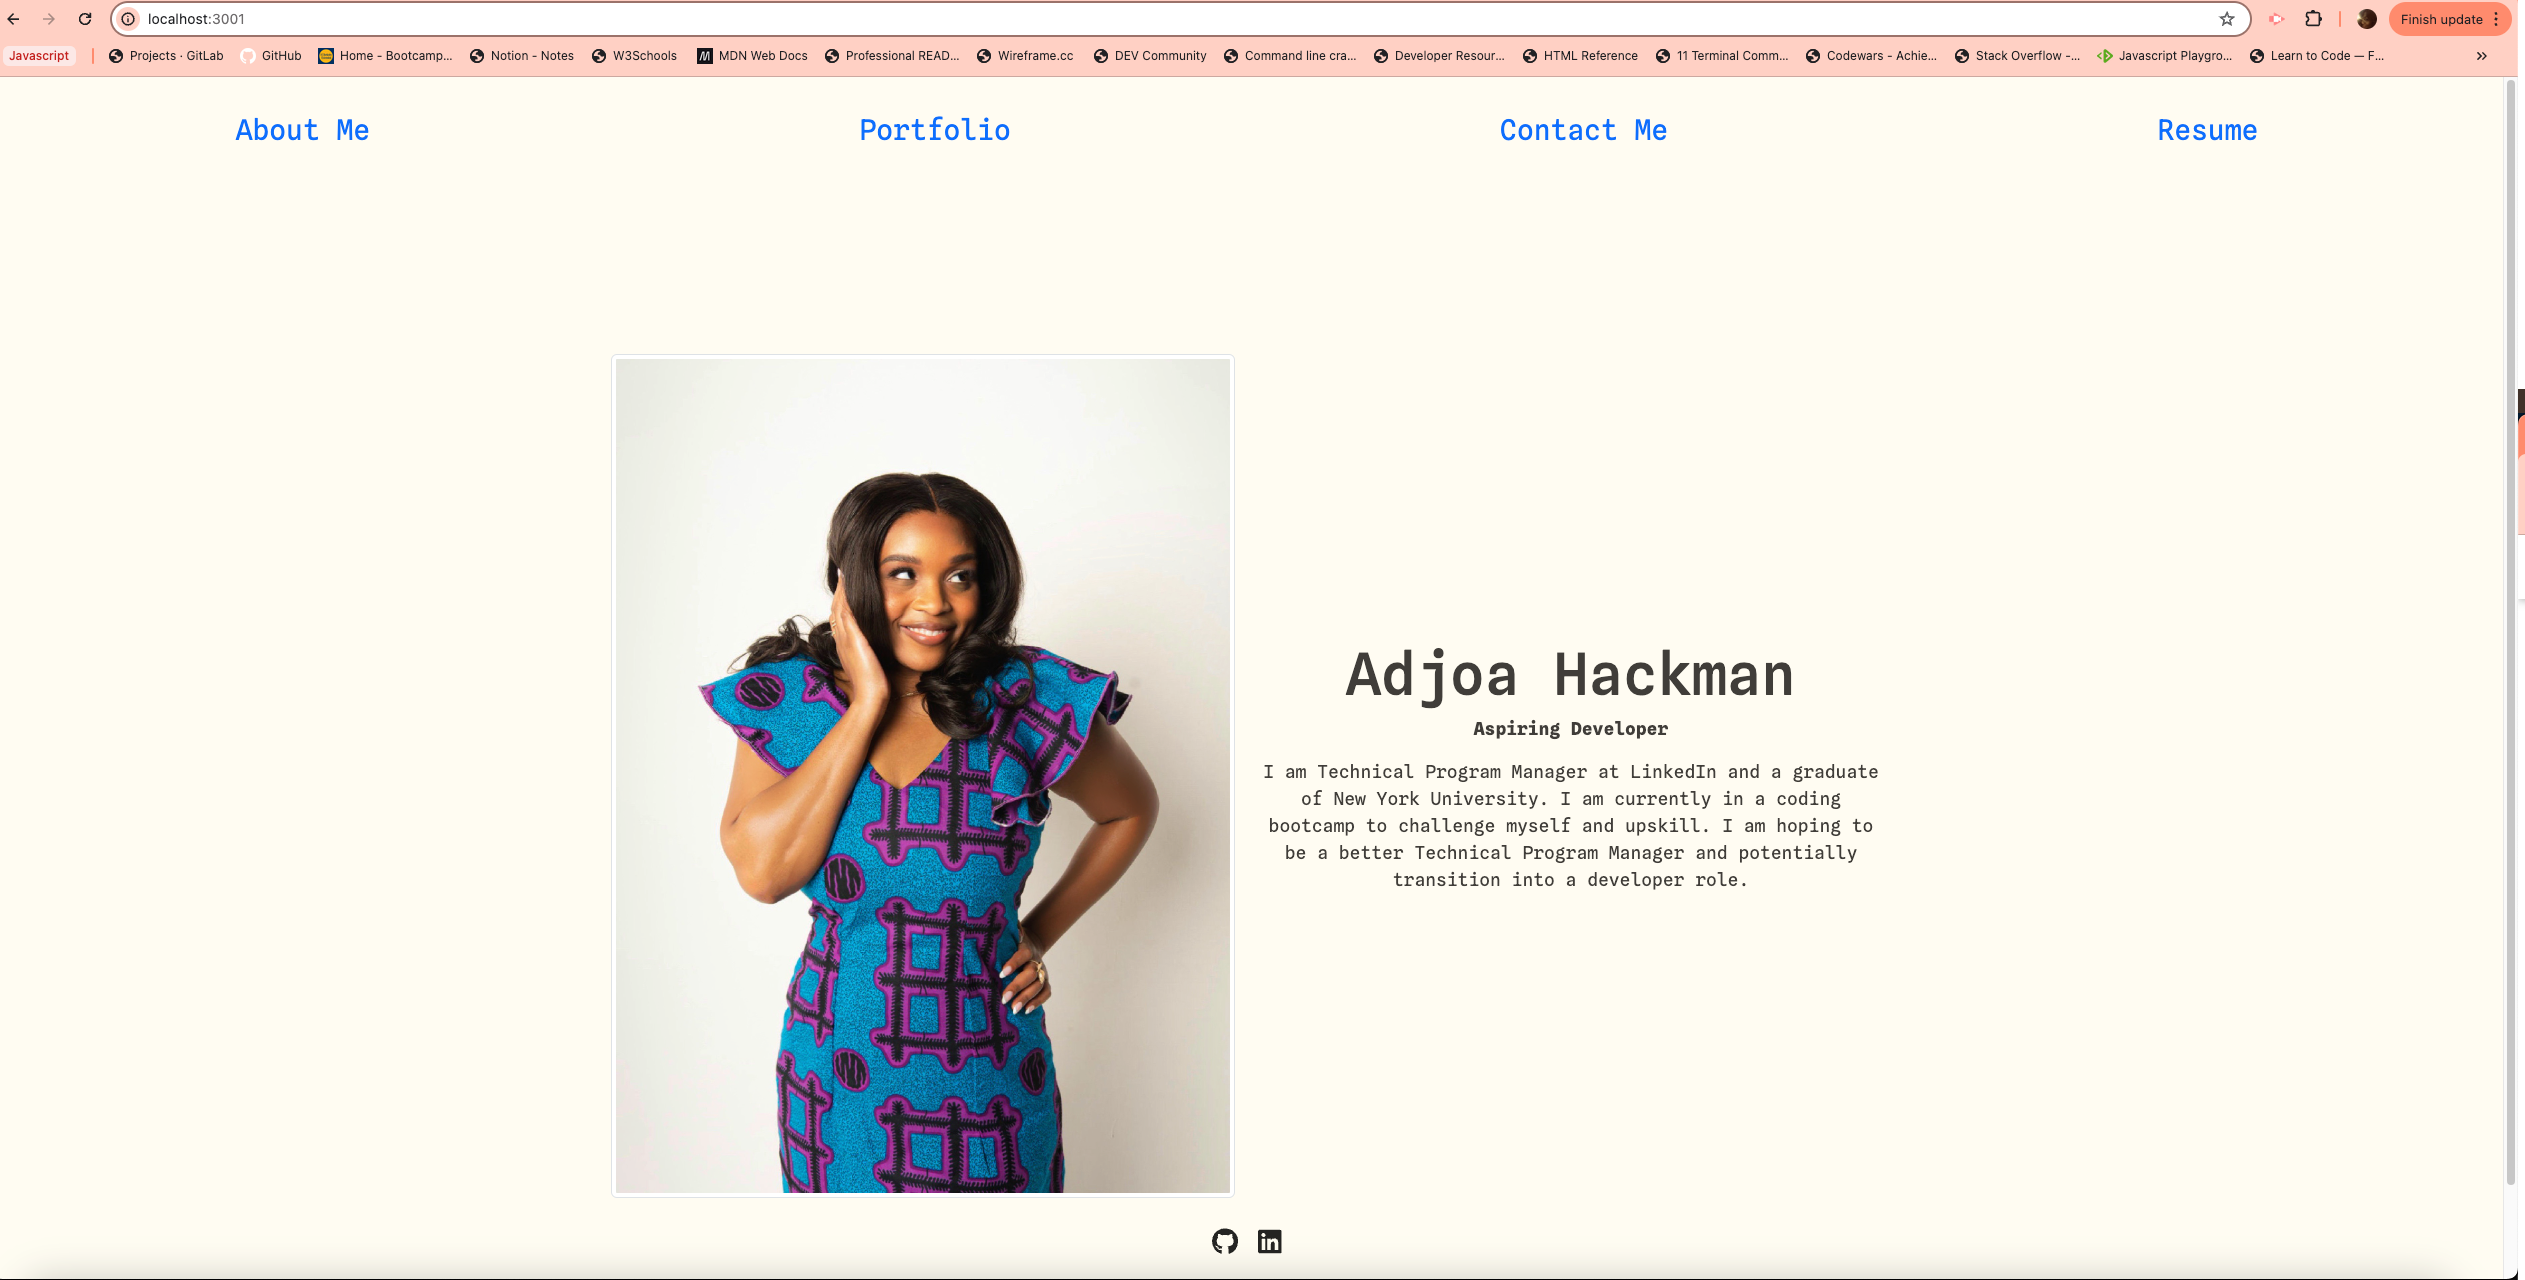 localhost:3001
Finish update
Javascript
Projects · GitLab
GitHub
Home - Bootcamp...
Notion - Notes
W3Schools
MDN Web Docs
Professional READ...
Wireframe.cc
DEV Community
Command line cra...
Developer Resour...
HTML Reference
11 Terminal Comm...
Codewars - Achie...
Stack Overflow -...
Javascript Playgro...
Learn to Code — F...
About Me
Portfolio
Contact Me
Resume
Adjoa Hackman
Aspiring Developer
I am Technical Program Manager at LinkedIn and a graduate
of New York University. I am currently in a coding
bootcamp to challenge myself and upskill. I am hoping to
be a better Technical Program Manager and potentially
transition into a developer role.
in